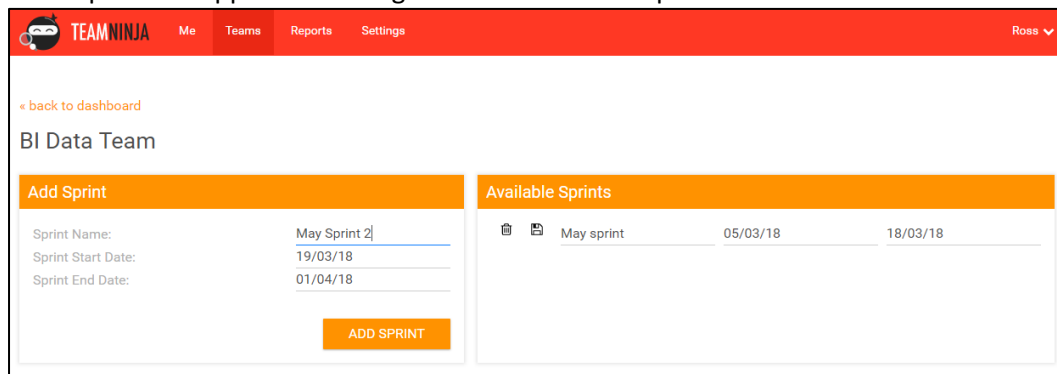 TEAMNINJA Me Teams Reports Settings Ross
« back to dashboard
BI Data Team
Add Sprint
Sprint Name: May Sprint 2
Sprint Start Date: 19/03/18
Sprint End Date: 01/04/18
ADD SPRINT
Available Sprints
May sprint 05/03/18 18/03/18